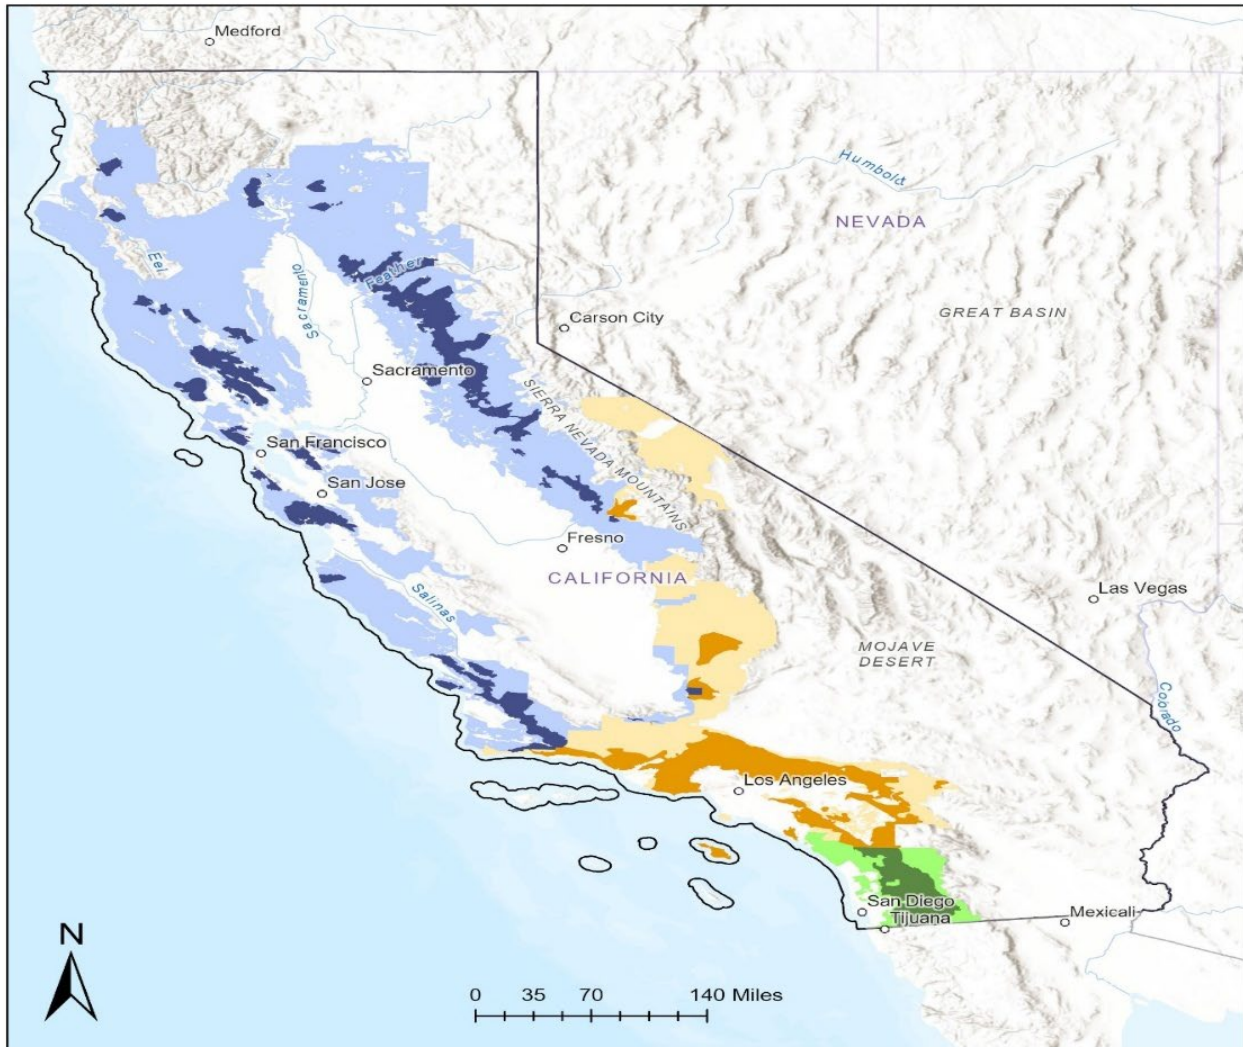 Medford
Humboldt
NEVADA
Eel
Sacramento
Feather
Carson City
GREAT BASIN
Sacramento
SIERRA NEVADA MOUNTAINS
San Francisco
San Jose
Fresno
CALIFORNIA
Salinas
Las Vegas
MOJAVE
DESERT
Colorado
Los Angeles
San Diego
Tijuana
Mexicali
N
0 35 70 140 Miles